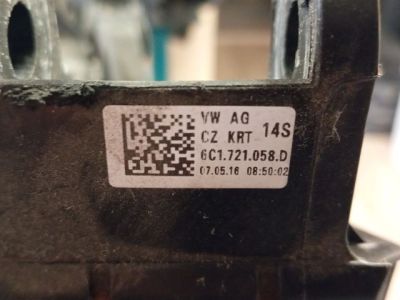 VW AG
CZ KRT 14S
6C1.721.058.D
07.05.16 08:50:02